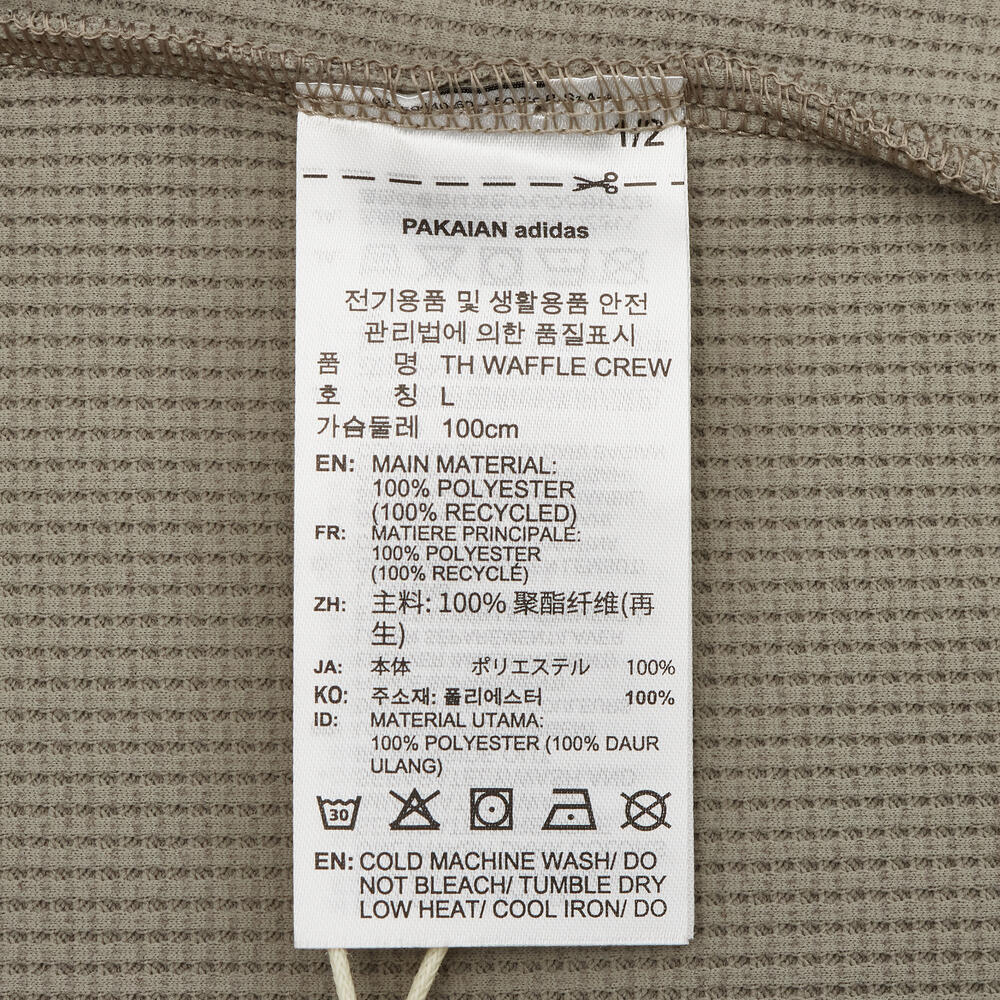 1/2
PAKAIAN adidas
전기용품 및 생활용품 안전
관리법에 의한 품질표시
품 명 TH WAFFLE CREW
호 칭 L
가슴둘레 100cm
EN: MAIN MATERIAL:
100% POLYESTER
(100% RECYCLED)
FR: MATIERE PRINCIPALE:
100% POLYESTER
(100% RECYCLÉ)
ZH: 主料: 100% 聚酯纤维(再
生)
JA: 本体 ポリエステル 100%
KO: 주소재: 폴리에스터 100%
ID: MATERIAL UTAMA:
100% POLYESTER (100% DAUR
ULANG)
30
EN: COLD MACHINE WASH/ DO
NOT BLEACH/ TUMBLE DRY
LOW HEAT/ COOL IRON/ DO